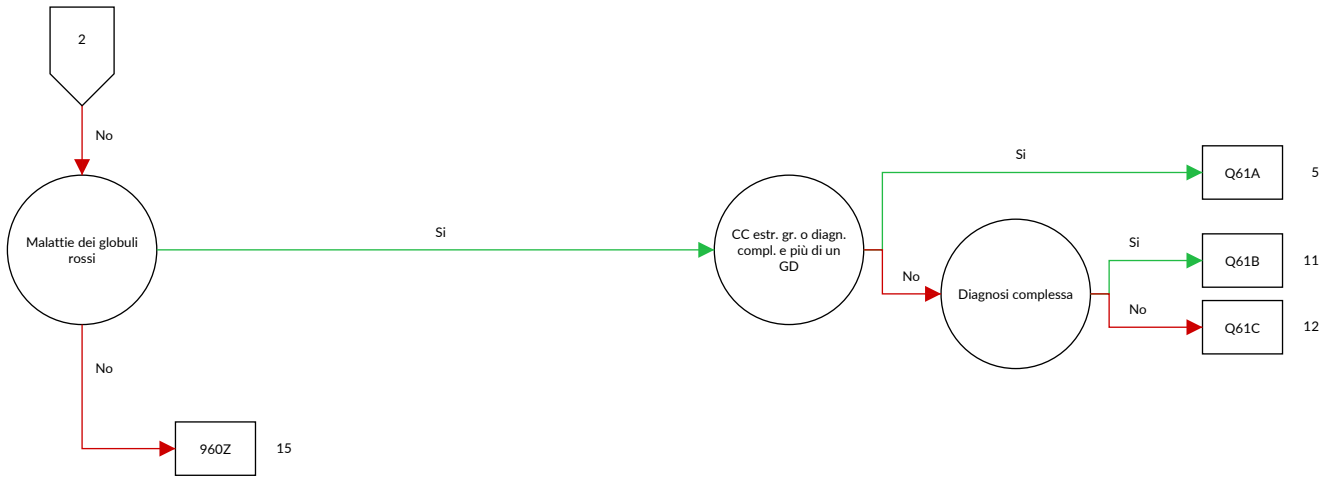 2
No
Malattie dei globuli
rossi
Si
CC estr. gr. o diagn.
compl. e più di un
GD
Si
Q61A
5
No
Diagnosi complessa
Si
Q61B
11
No
Q61C
12
No
960Z
15